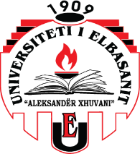 1909
UNIVERSITETI I ELBASANIT
"ALEKSANDËR XHUVANI"
UE